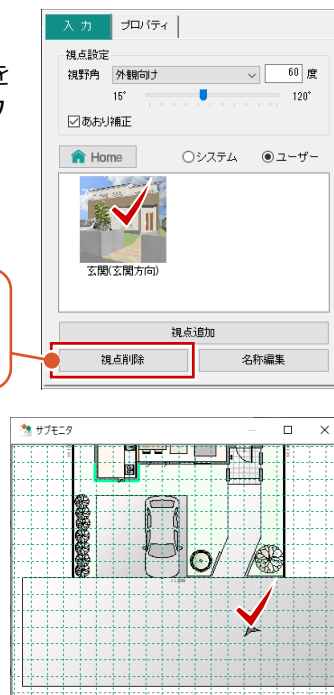 入 力 プロパティ
視点設定
を
視野角 外観向け 60 度
15° 120°
あおり補正
Home システム ユーザー
玄関(玄関方向)
視点追加
視点削除 名称編集
サブモニタ